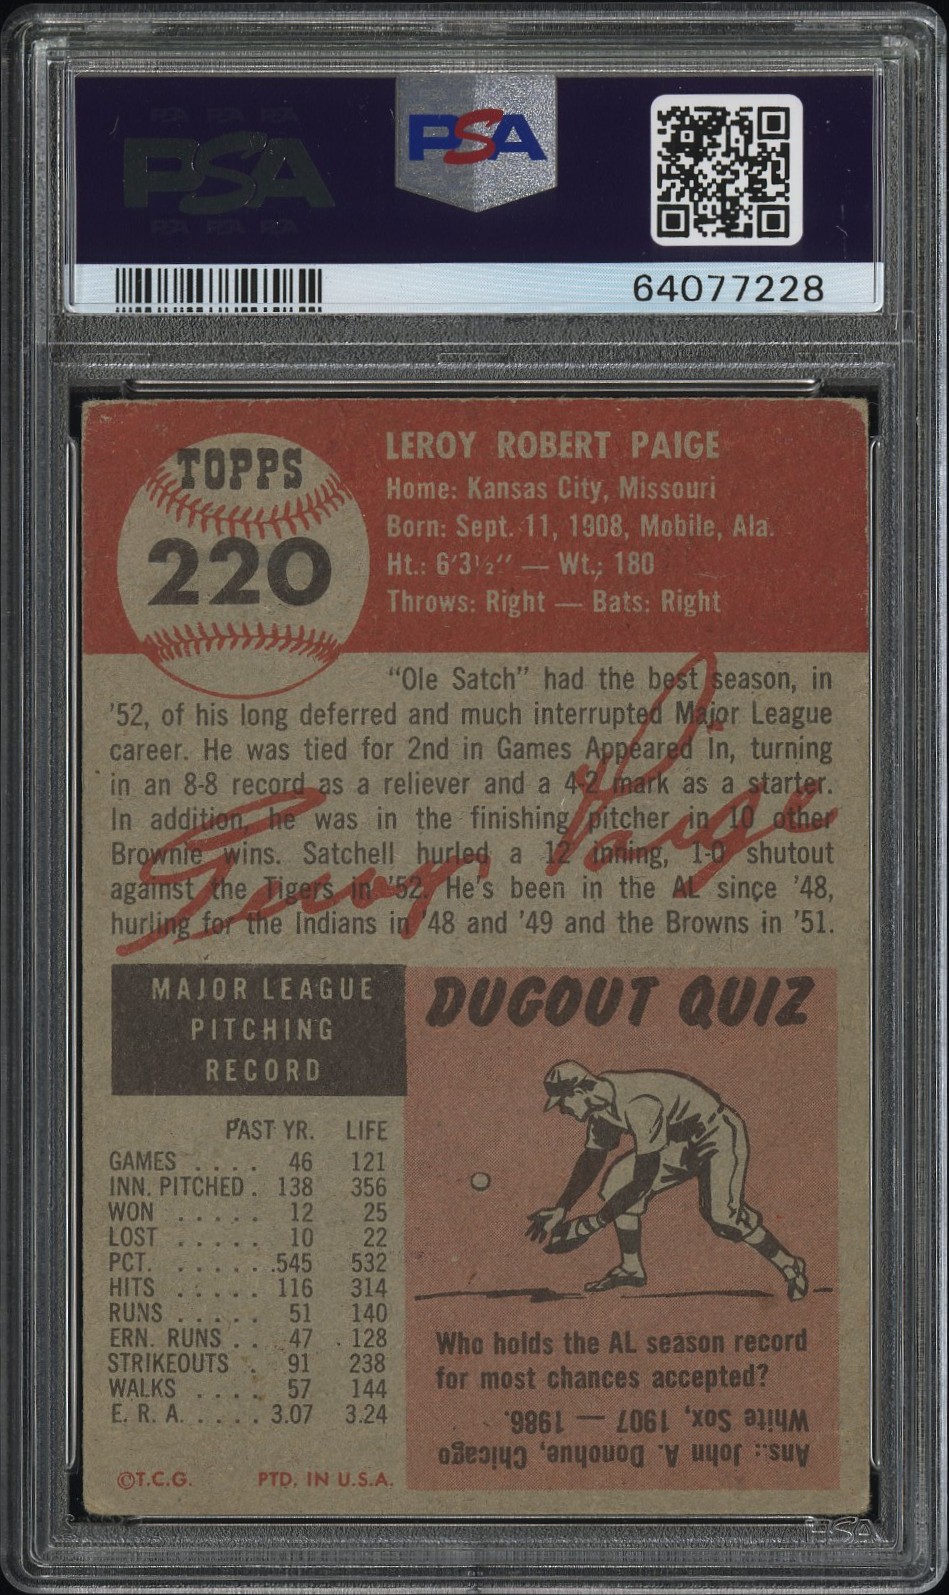 PSA
PSA
64077228
TOPPS
220
LEROY ROBERT PAIGE
Home: Kansas City, Missouri
Born: Sept. 11, 1908, Mobile, Ala.
Ht.: 6'3½" — Wt.: 180
Throws: Right — Bats: Right
"Ole Satch" had the best season, in
'52, of his long deferred and much interrupted Major League
career. He was tied for 2nd in Games Appeared In, turning
in an 8-8 record as a reliever and a 4-2 mark as a starter.
In addition, he was in the finishing pitcher in 10 other
Brownie wins. Satchell hurled a 12 inning, 1-0 shutout
against the Tigers in '52. He's been in the AL since '48,
hurling for the Indians in '48 and '49 and the Browns in '51.
Leroy Paige
MAJOR LEAGUE
PITCHING
RECORD
PAST YR. LIFE
GAMES . . . . 46 121
INN. PITCHED . 138 356
WON . . . . . 12 25
LOST . . . . . 10 22
PCT. . . . . . .545 532
HITS . . . . . 116 314
RUNS . . . . . 51 140
ERN. RUNS . . 47 128
STRIKEOUTS . 91 238
WALKS . . . . 57 144
E. R. A. . . . . 3.07 3.24
©T.C.G. PTD. IN U.S.A.
DUGOUT QUIZ
Who holds the AL season record
for most chances accepted?
Ans.: John A. Donohue, Chicago
White Sox, 1907 — 1986.
PSA